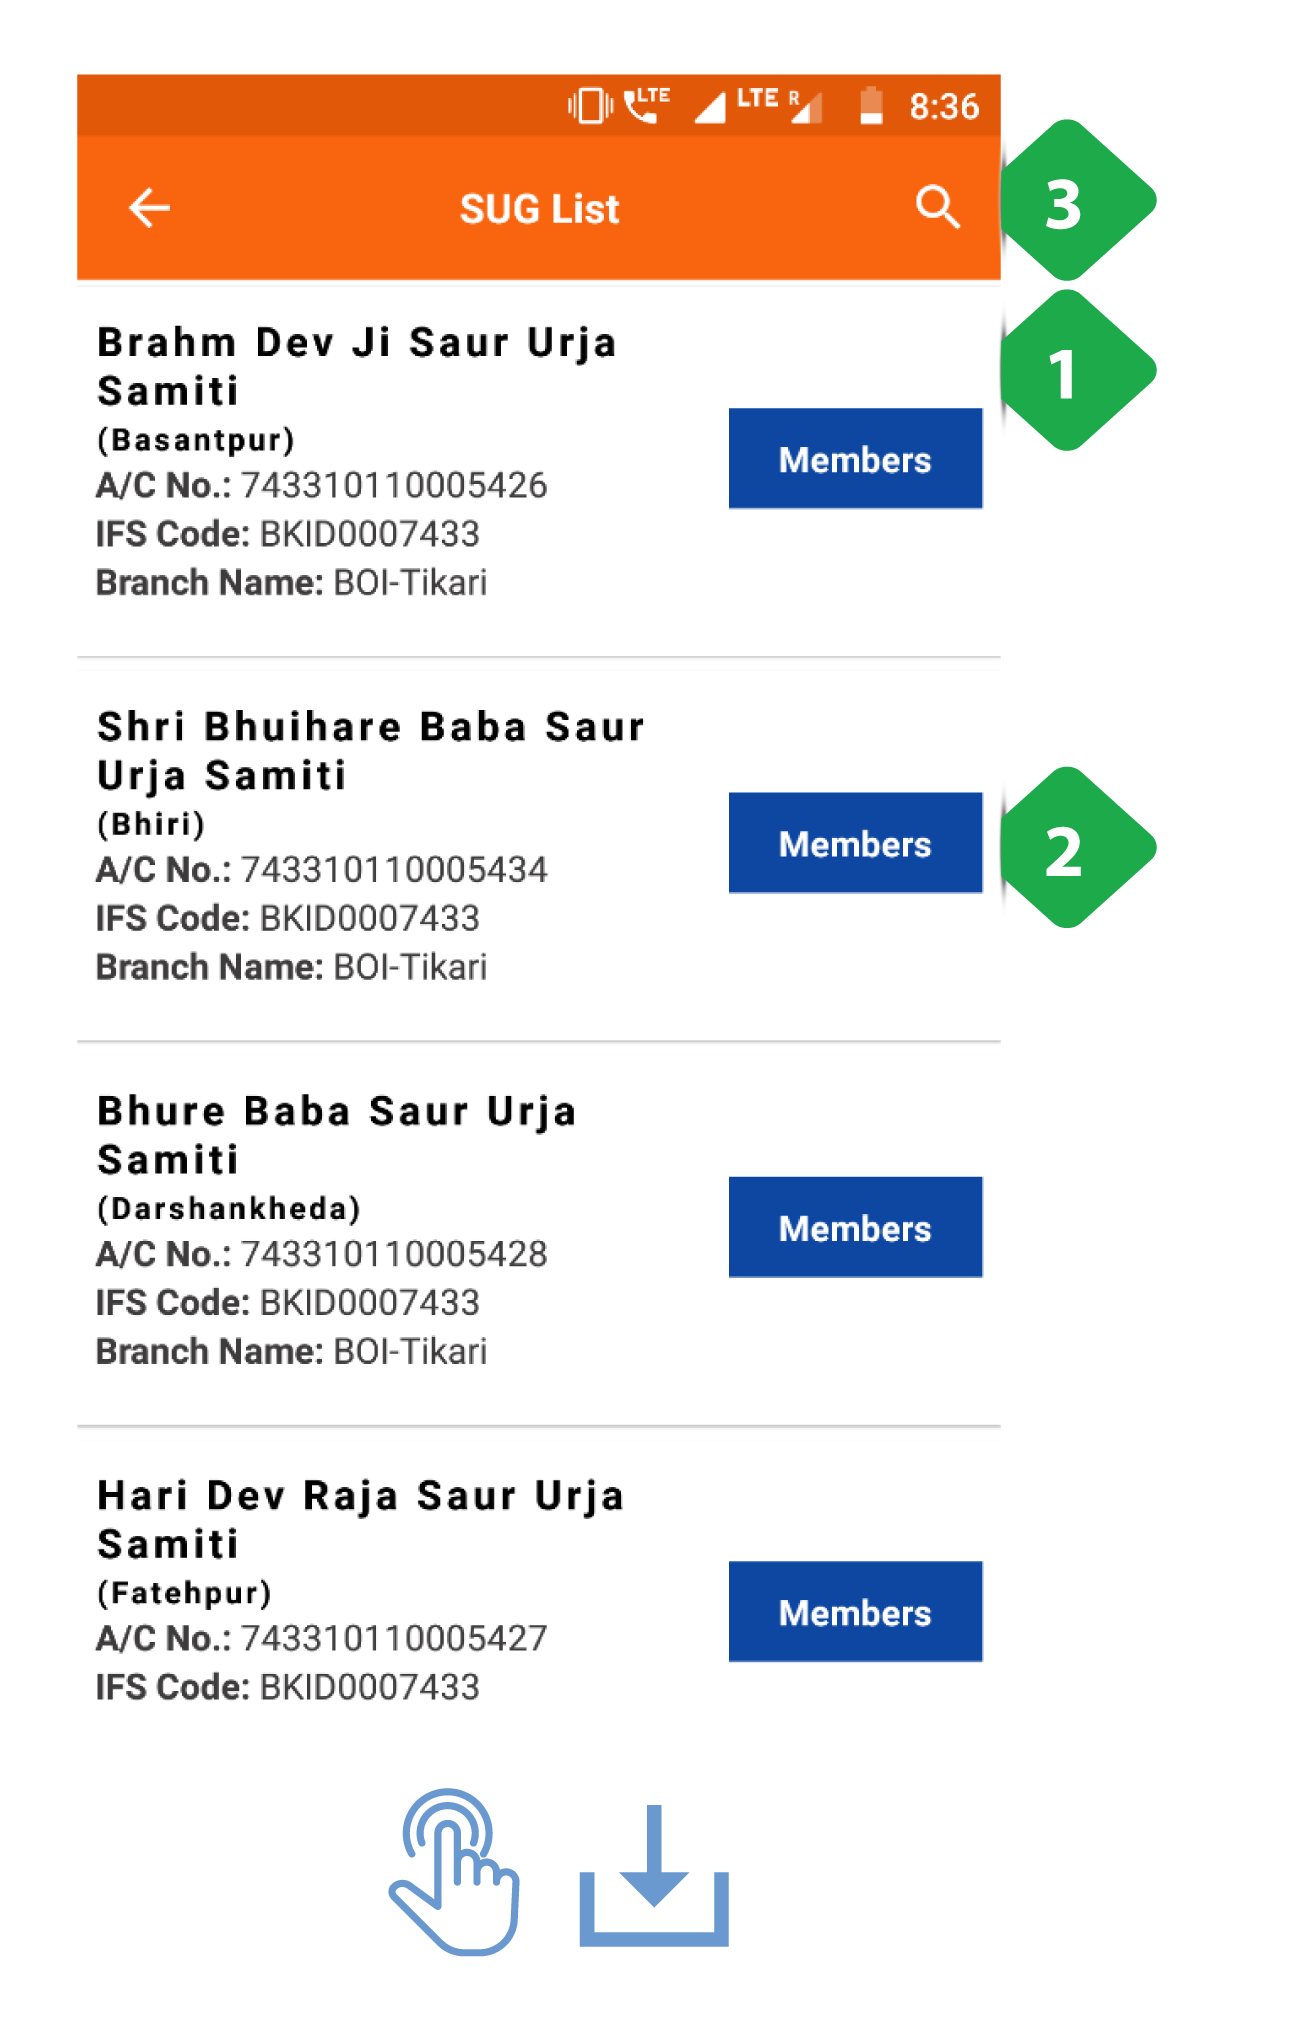 LTE LTE R 8:36
SUG List
3
1
Brahm Dev Ji Saur Urja
Samiti
(Basantpur)
Members
A/C No.: 743310110005426
IFS Code: BKID0007433
Branch Name: BOI-Tikari
Shri Bhuihare Baba Saur
Urja Samiti
(Bhiri)
Members
2
A/C No.: 743310110005434
IFS Code: BKID0007433
Branch Name: BOI-Tikari
Bhure Baba Saur Urja
Samiti
(Darshankheda)
Members
A/C No.: 743310110005428
IFS Code: BKID0007433
Branch Name: BOI-Tikari
Hari Dev Raja Saur Urja
Samiti
(Fatehpur)
Members
A/C No.: 743310110005427
IFS Code: BKID0007433